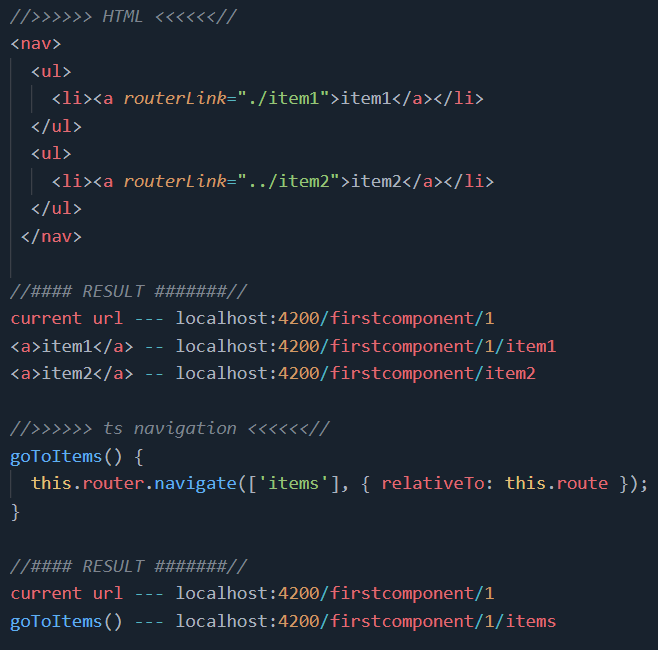 //>>>>>> HTML <<<<<<//
<nav>
<ul>
<li><a routerLink="./item1">item1</a></li>
</ul>
<ul>
<li><a routerLink="../item2">item2</a></li>
</ul>
</nav>
//#### RESULT #######//
current url --- localhost:4200/firstcomponent/1
<a>item1</a> -- localhost:4200/firstcomponent/1/item1
<a>item2</a> -- localhost:4200/firstcomponent/item2
//>>>>>> ts navigation <<<<<<//
goToItems() {
this.router.navigate(['items'], { relativeTo: this.route });
}
//#### RESULT #######//
current url --- localhost:4200/firstcomponent/1
goToItems() --- localhost:4200/firstcomponent/1/items